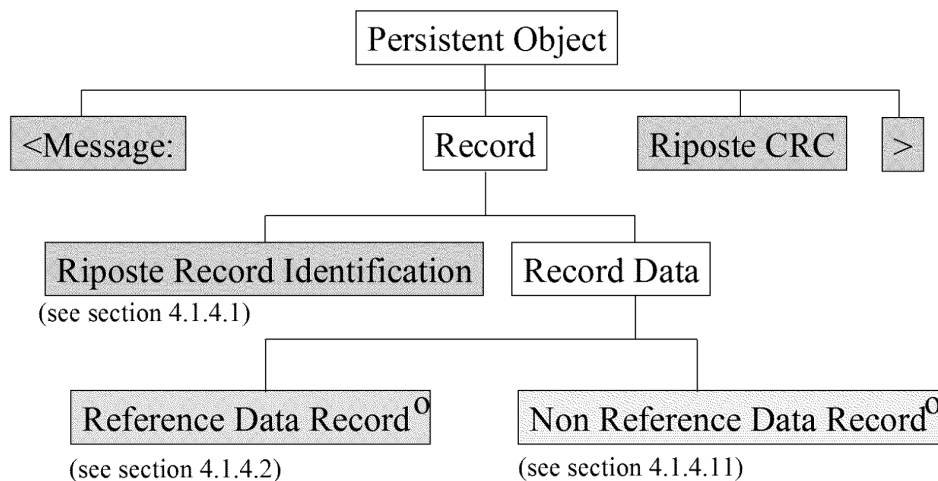 Persistent Object
<Message:
Record
Riposte CRC
>
Riposte Record Identification
Record Data
(see section 4.1.4.1)
Reference Data Record o
Non Reference Data Record o
(see section 4.1.4.2)
(see section 4.1.4.11)